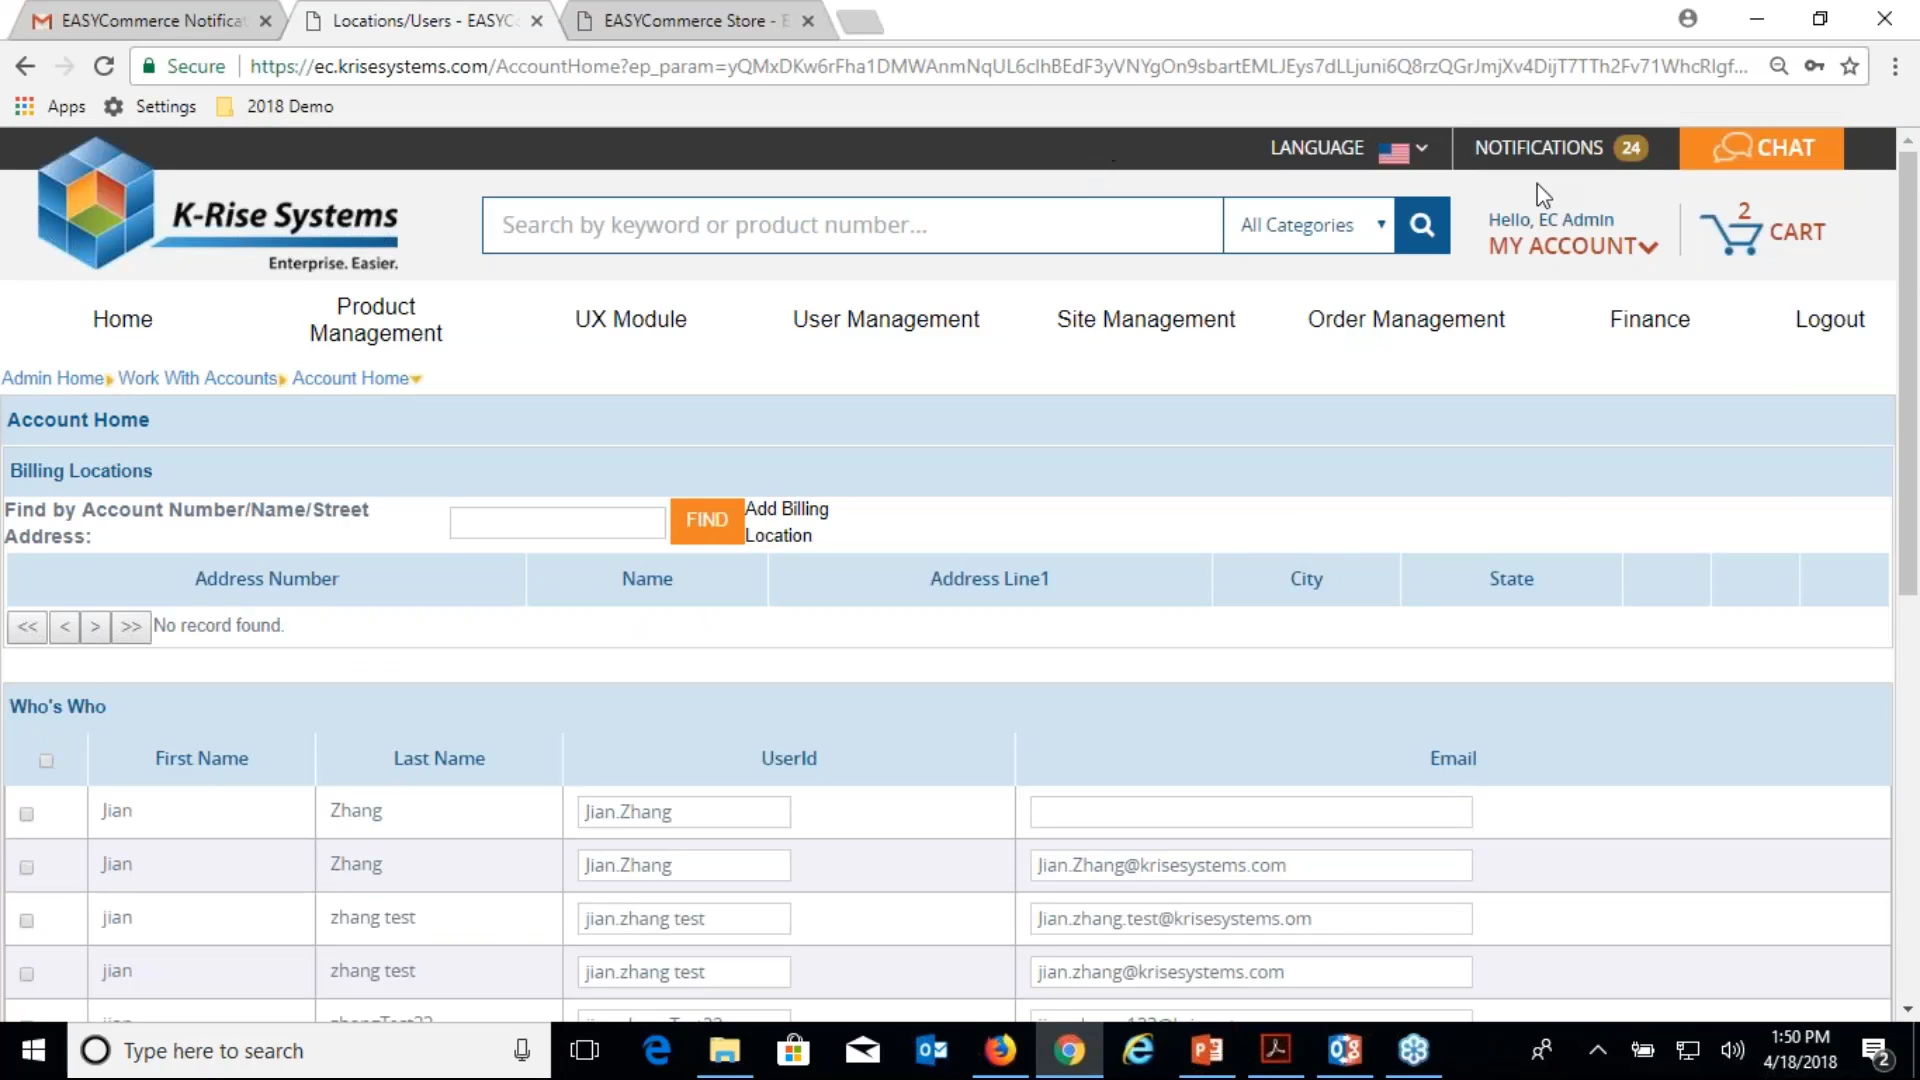 EASYCommerce Notificat
Locations/Users - EASYCo
EASYCommerce Store - E
Secure
https://ec.krisesystems.com/AccountHome?ep_param=
Apps
Settings
2018 Demo
LANGUAGE
NOTIFICATIONS 24
CHAT
K-Rise Systems
Enterprise. Easier.
Search by keyword or product number...
All Categories
Hello, EC Admin
MY ACCOUNT
2
CART
Home
Product
Management
UX Module
User Management
Site Management
Order Management
Finance
Logout
Admin Home
Work With Accounts
Account Home
Account Home
Billing Locations
Find by Account Number/Name/Street
Address:
FIND
Add Billing
Location
Address Number
Name
Address Line1
City
State
<<
<
>
>>
No record found.
Who's Who
First Name
Last Name
UserId
Email
Jian
Zhang
Jian.Zhang
Jian
Zhang
Jian.Zhang
Jian.Zhang@krisesystems.com
jian
zhang test
jian.zhang test
Jian.zhang.test@krisesystems.om
jian
zhang test
jian.zhang test
jian.zhang@krisesystems.com
Type here to search
1:50 PM
4/18/2018
2